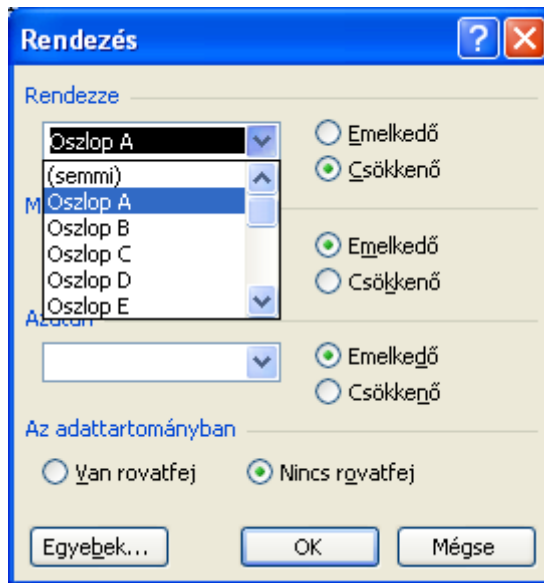 Rendezés
Rendezze
Oszlop A
Emelkedő
Csökkenő
(semmi)
Oszlop A
Oszlop B
Oszlop C
Oszlop D
Oszlop E
M
Emelkedő
Csökkenő
Azután
Emelkedő
Csökkenő
Az adattartományban
Van rovatfej
Nincs rovatfej
Egyebek...
OK
Mégse